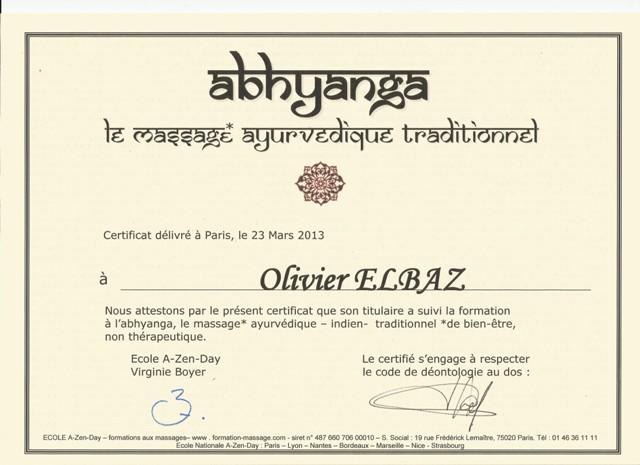 abhyanga
le massage* ayurvedique traditionnel
Certificat délivré à Paris, le 23 Mars 2013
à Olivier ELBAZ
Nous attestons par le présent certificat que son titulaire a suivi la formation
à l'abhyanga, le massage* ayurvédique – indien- traditionnel *de bien-être,
non thérapeutique.
Ecole A-Zen-Day
Virginie Boyer
Le certifié s'engage à respecter
le code de déontologie au dos :
ECOLE A-Zen-Day – formations aux massages– www . formation-massage.com - siret n° 487 660 706 00010 – S. Social : 19 rue Frédérick Lemaître, 75020 Paris. Tél : 01 46 36 11 11
Ecole Nationale A-Zen-Day : Paris – Lyon – Nantes – Bordeaux – Marseille – Nice - Strasbourg